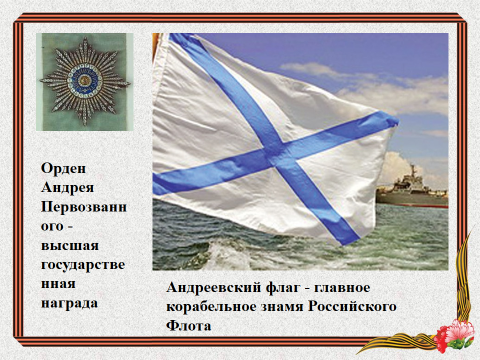 Орден
Андрея
Первозванн
ого -
высшая
государстве
нная
награда
Андреевский флаг - главное
корабельное знамя Российского
Флота